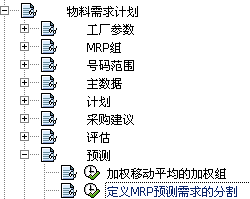 物料需求计划
工厂参数
MRP组
号码范围
主数据
计划
采购建议
评估
预测
加权移动平均的加权组
定义MRP预测需求的分割